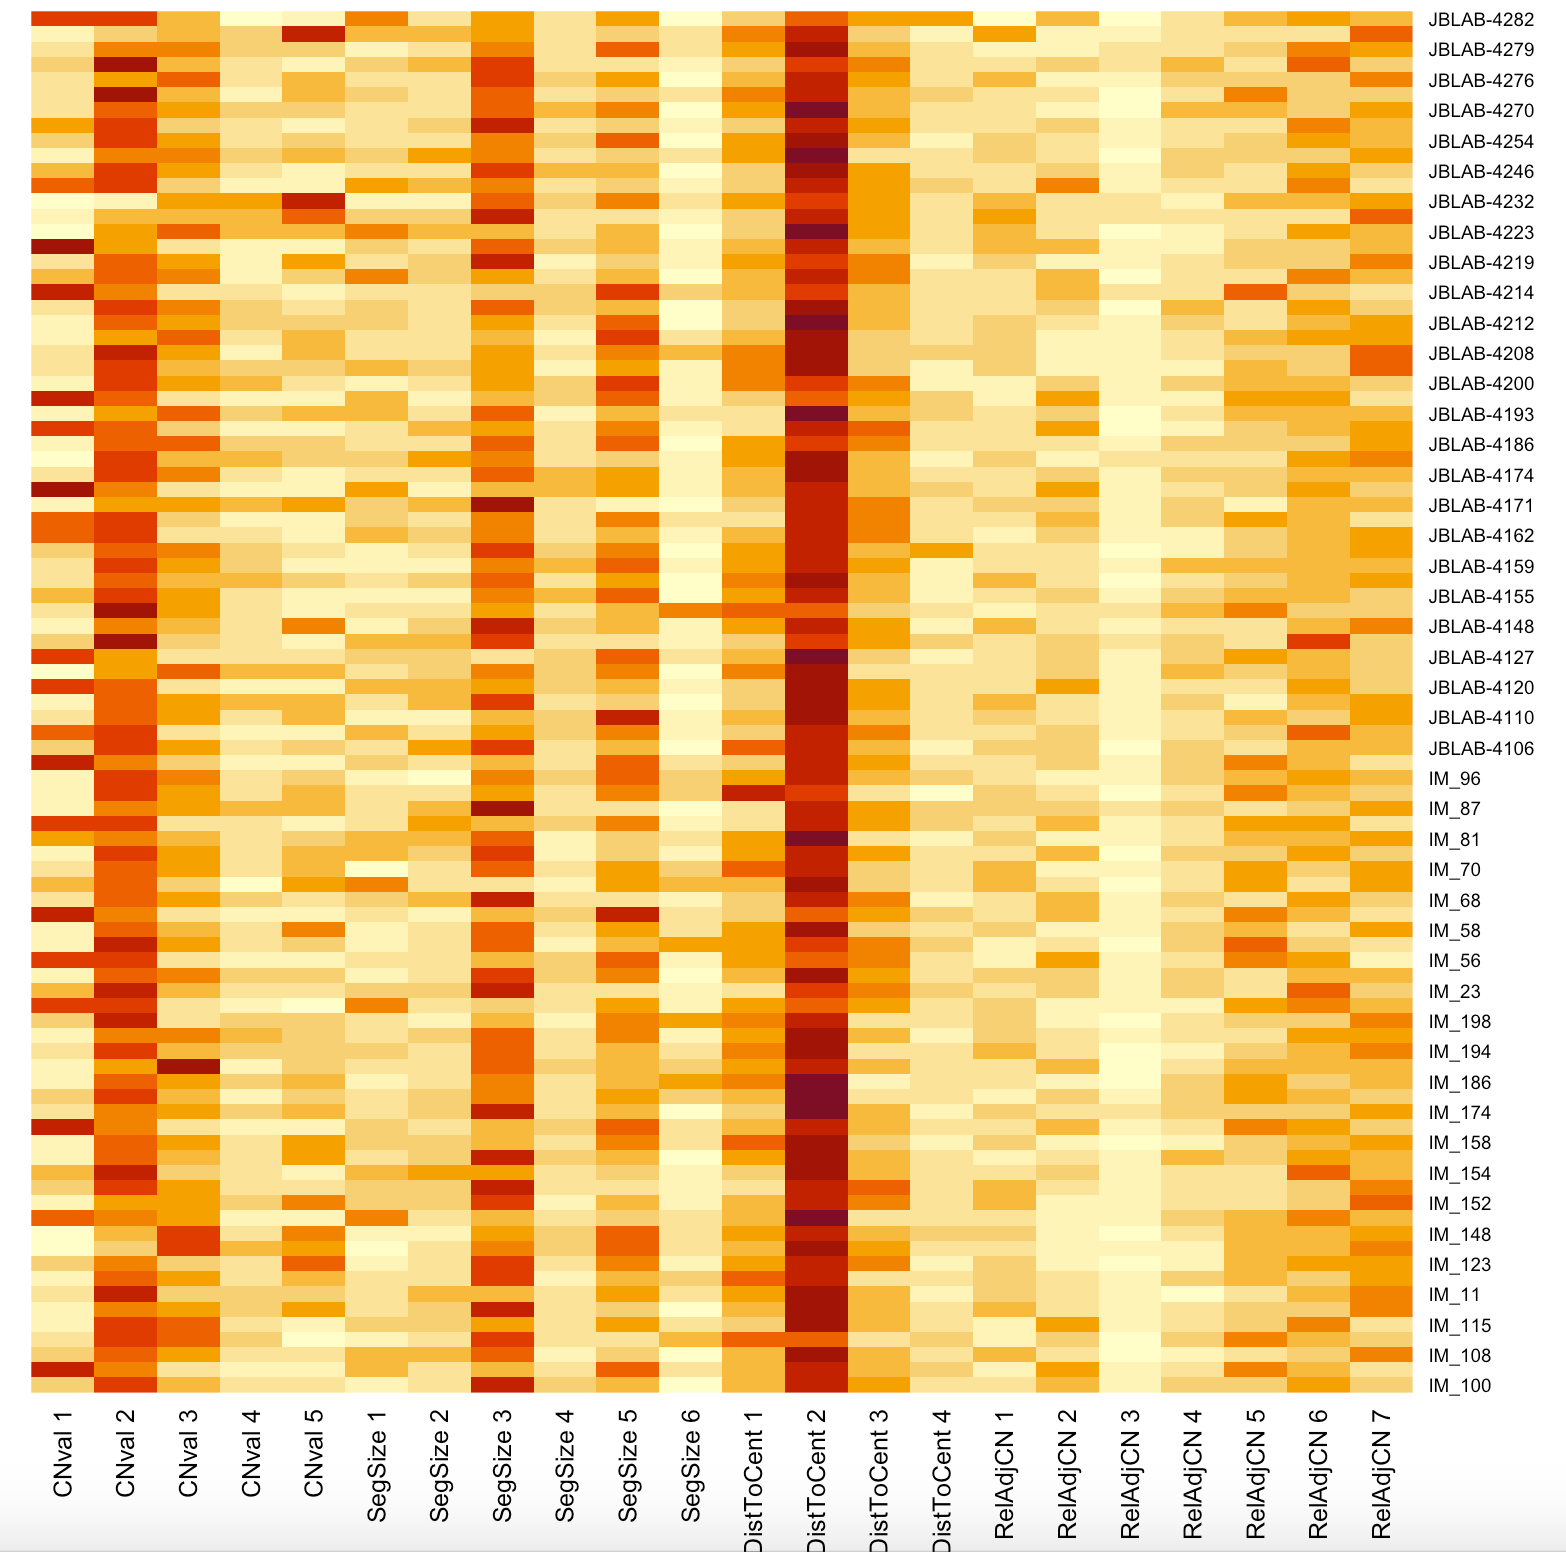 JBLAB-4282
JBLAB-4279
JBLAB-4276
JBLAB-4270
JBLAB-4254
JBLAB-4246
JBLAB-4232
JBLAB-4223
JBLAB-4219
JBLAB-4214
JBLAB-4212
JBLAB-4208
JBLAB-4200
JBLAB-4193
JBLAB-4186
JBLAB-4174
JBLAB-4171
JBLAB-4162
JBLAB-4159
JBLAB-4155
JBLAB-4148
JBLAB-4127
JBLAB-4120
JBLAB-4110
JBLAB-4106
IM_96
IM_87
IM_81
IM_70
IM_68
IM_58
IM_56
IM_23
IM_198
IM_194
IM_186
IM_174
IM_158
IM_154
IM_152
IM_148
IM_123
IM_11
IM_115
IM_108
IM_100
CNval 1
CNval 2
CNval 3
CNval 4
CNval 5
SegSize 1
SegSize 2
SegSize 3
SegSize 4
SegSize 5
SegSize 6
DistToCent 1
DistToCent 2
DistToCent 3
DistToCent 4
RelAdjCN 1
RelAdjCN 2
RelAdjCN 3
RelAdjCN 4
RelAdjCN 5
RelAdjCN 6
RelAdjCN 7